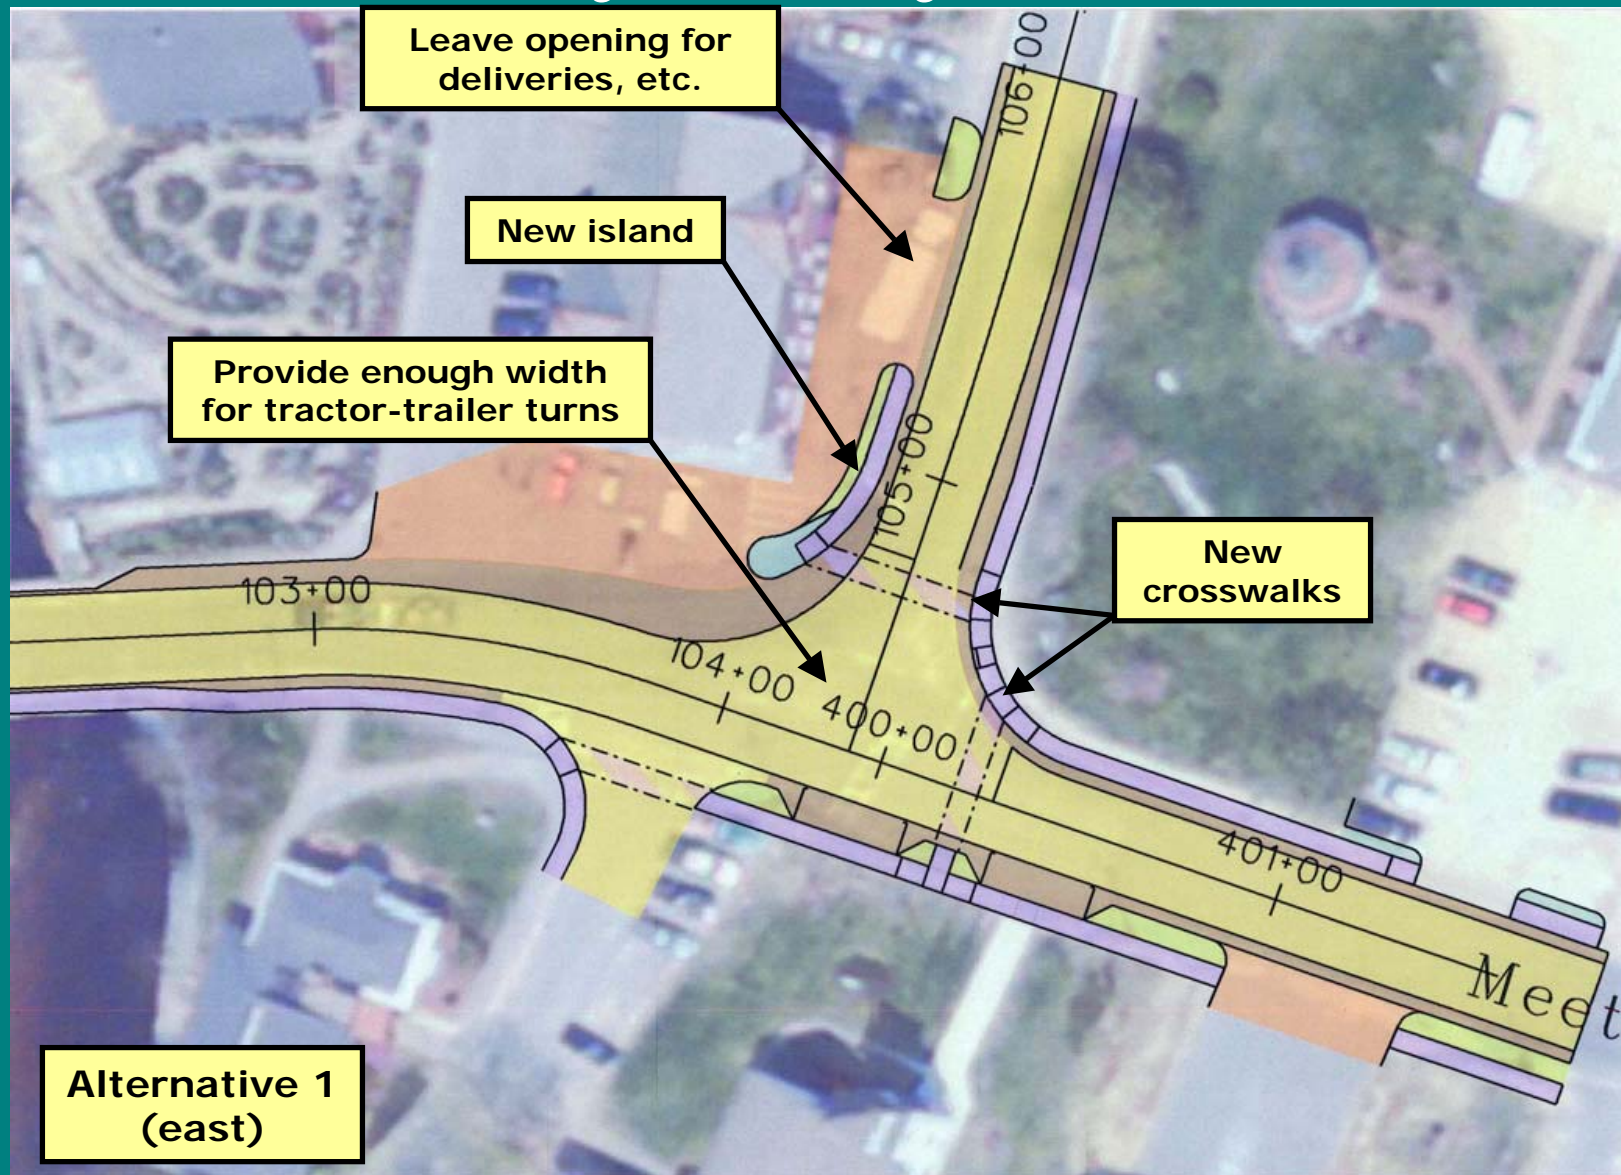 Leave opening for
deliveries, etc.
106+00
New island
Provide enough width
for tractor-trailer turns
105+00
New
crosswalks
103+00
104+00
400+00
401+00
Meet
Alternative 1
(east)